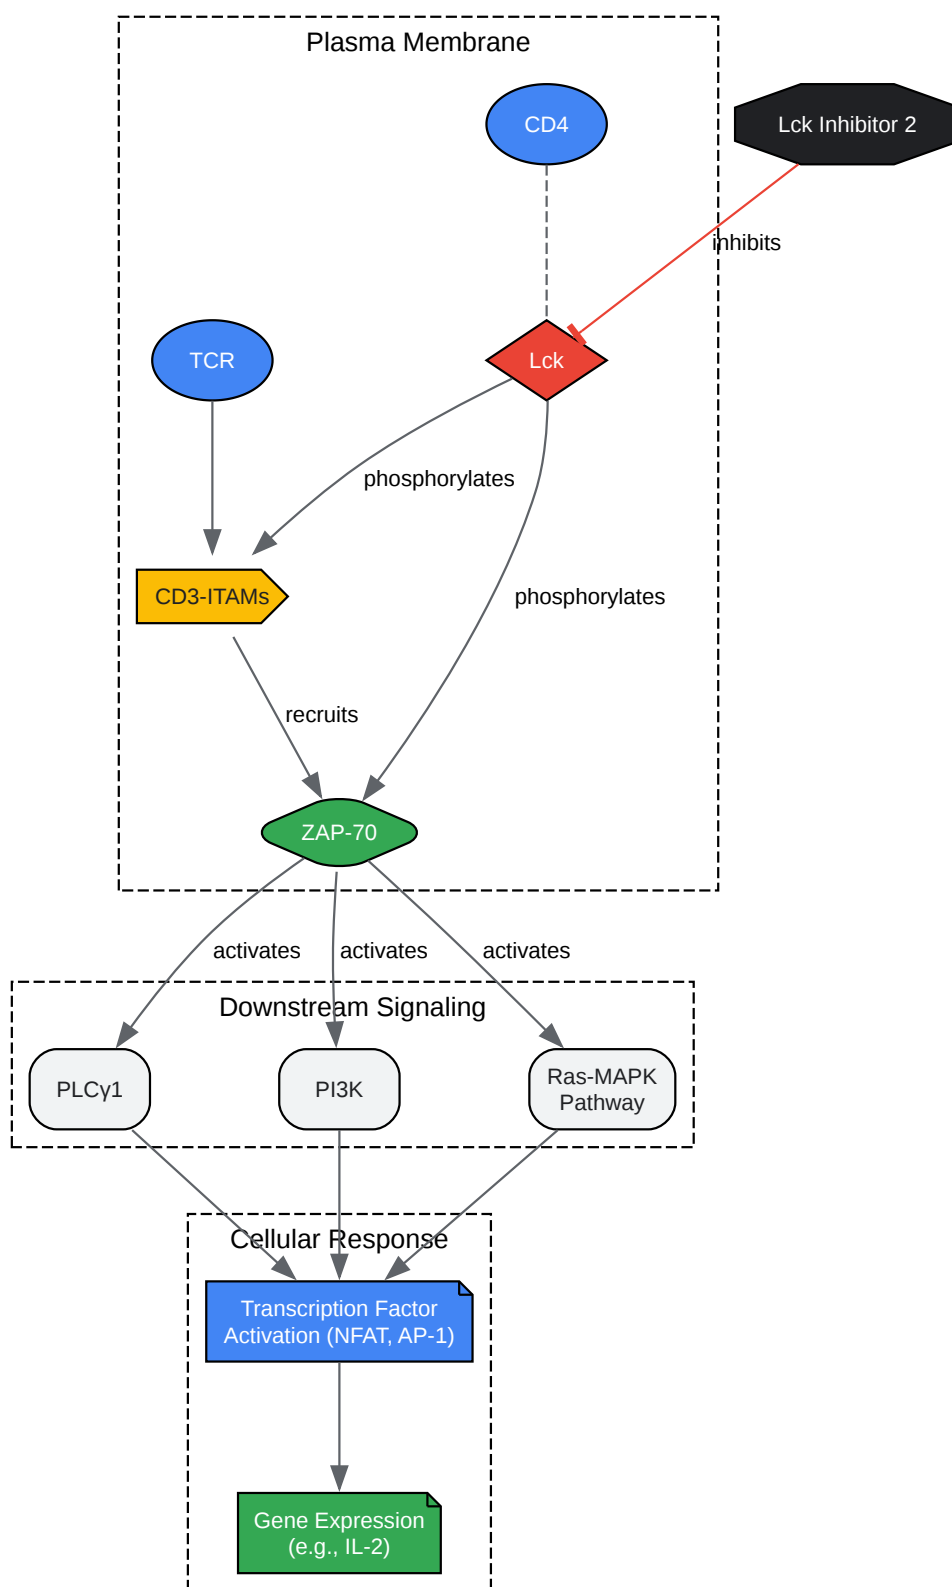 Plasma Membrane
CD4
Lck Inhibitor 2
inhibits
TCR
Lck
phosphorylates
CD3-ITAMs
phosphorylates
recruits
ZAP-70
activates
activates
activates
Downstream Signaling
PLCγ1
PI3K
Ras-MAPK
Pathway
Cellular Response
Transcription Factor
Activation (NFAT, AP-1)
Gene Expression
(e.g., IL-2)